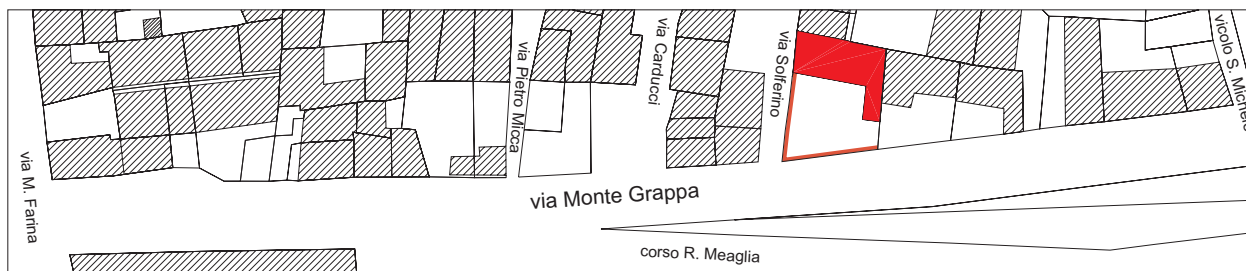 via M. Farina
via Pietro Micca
via Carducci
via Solferino
vicolo S. Michele
via Monte Grappa
corso R. Meaglia